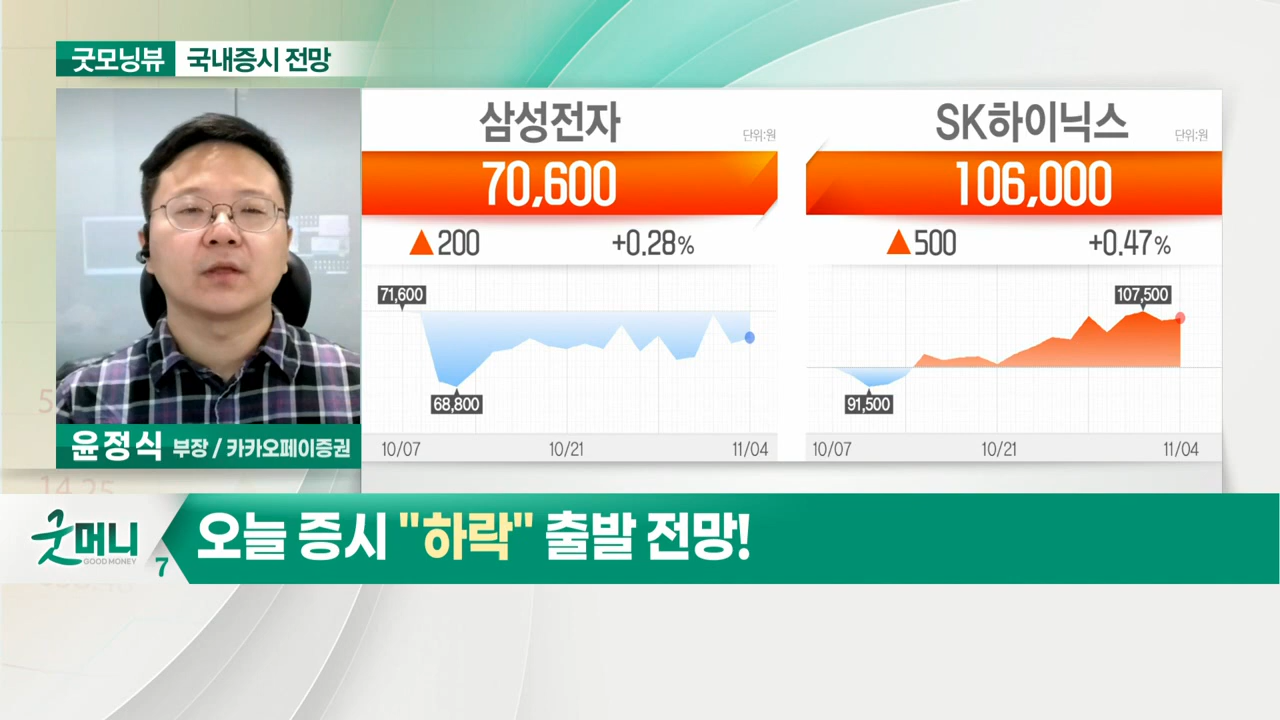 굿모닝뷰 국내증시 전망
삼성전자
단위:원
70,600
▲200 +0.28%
71,600
68,800
10/07 10/21 11/04
SK하이닉스
단위:원
106,000
▲500 +0.47%
107,500
91,500
10/07 10/21 11/04
윤정식 부장 / 카카오페이증권
14.25
굿머니
GOOD MONEY
7
오늘 증시 "하락" 출발 전망!